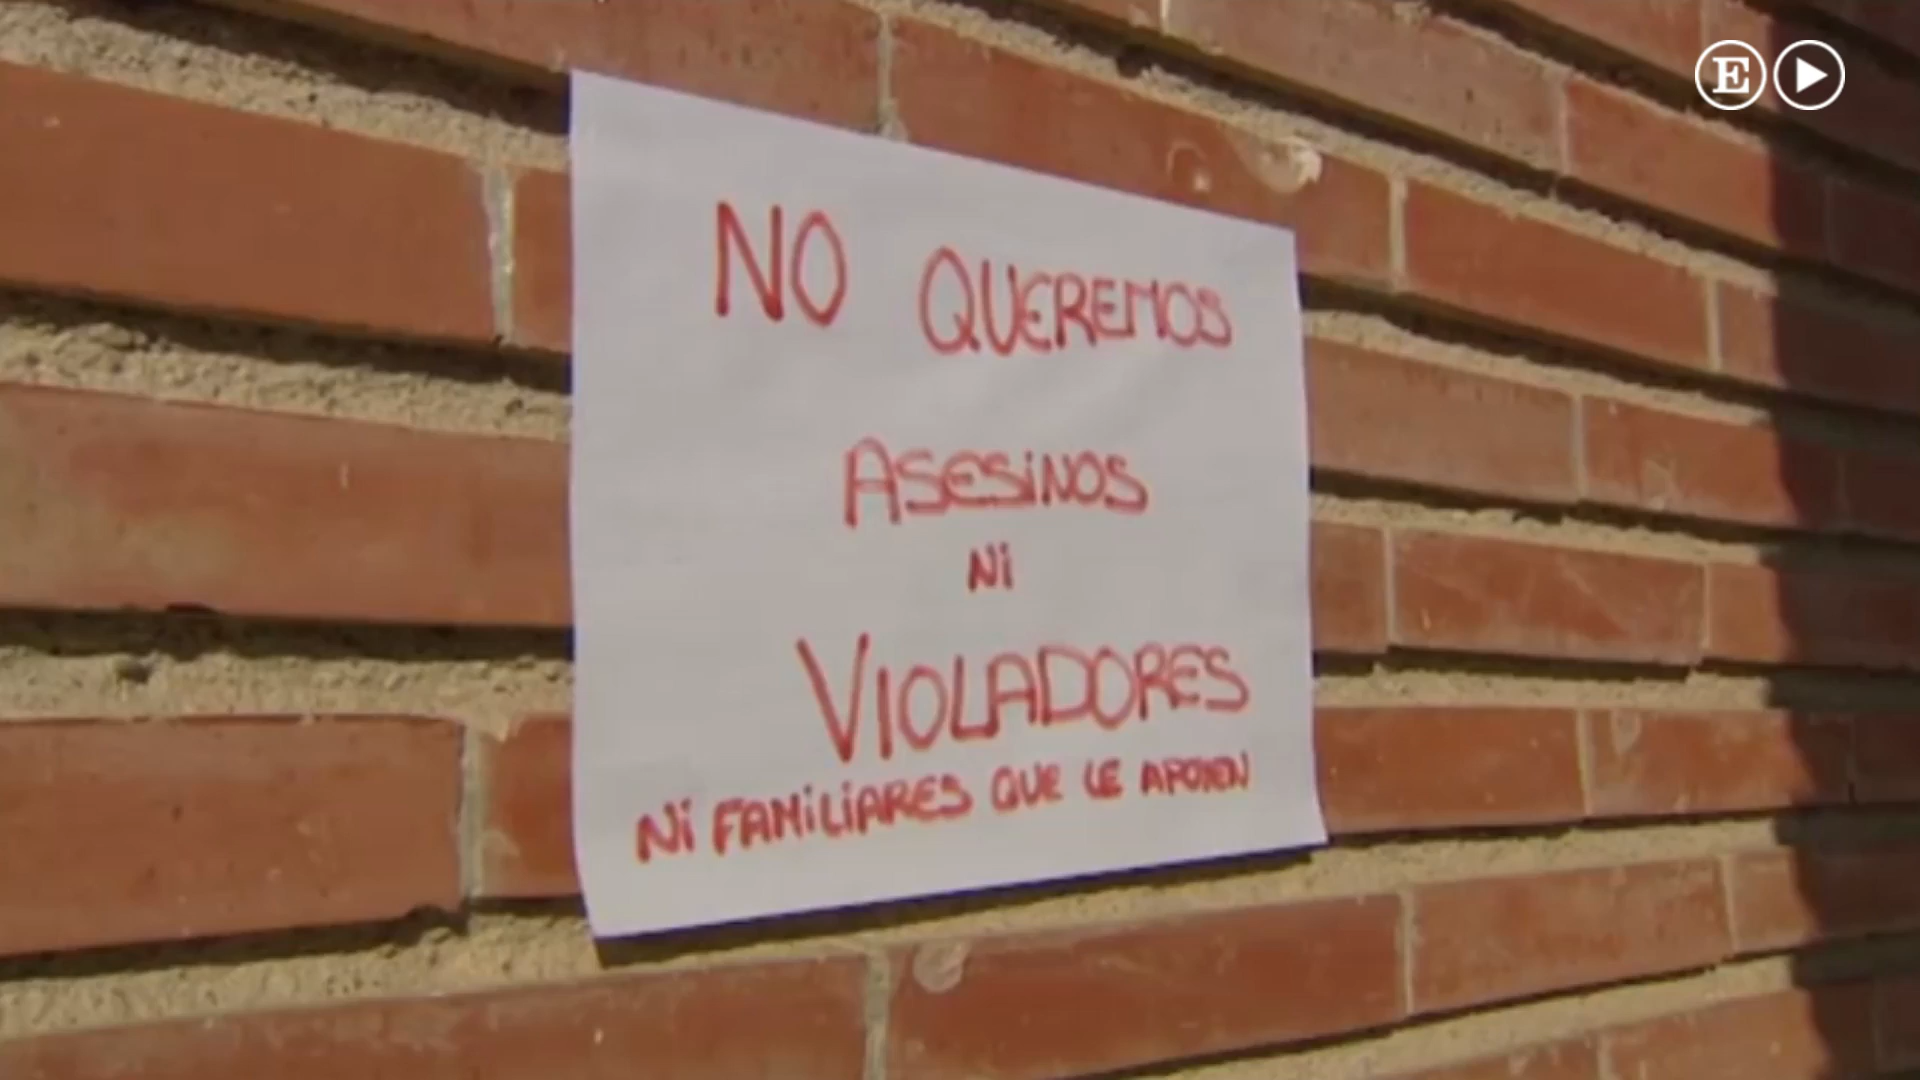 E
NO QUEREMOS
ASESINOS
NI
VIOLADORES
NI FAMILIARES QUE LE APOYEN